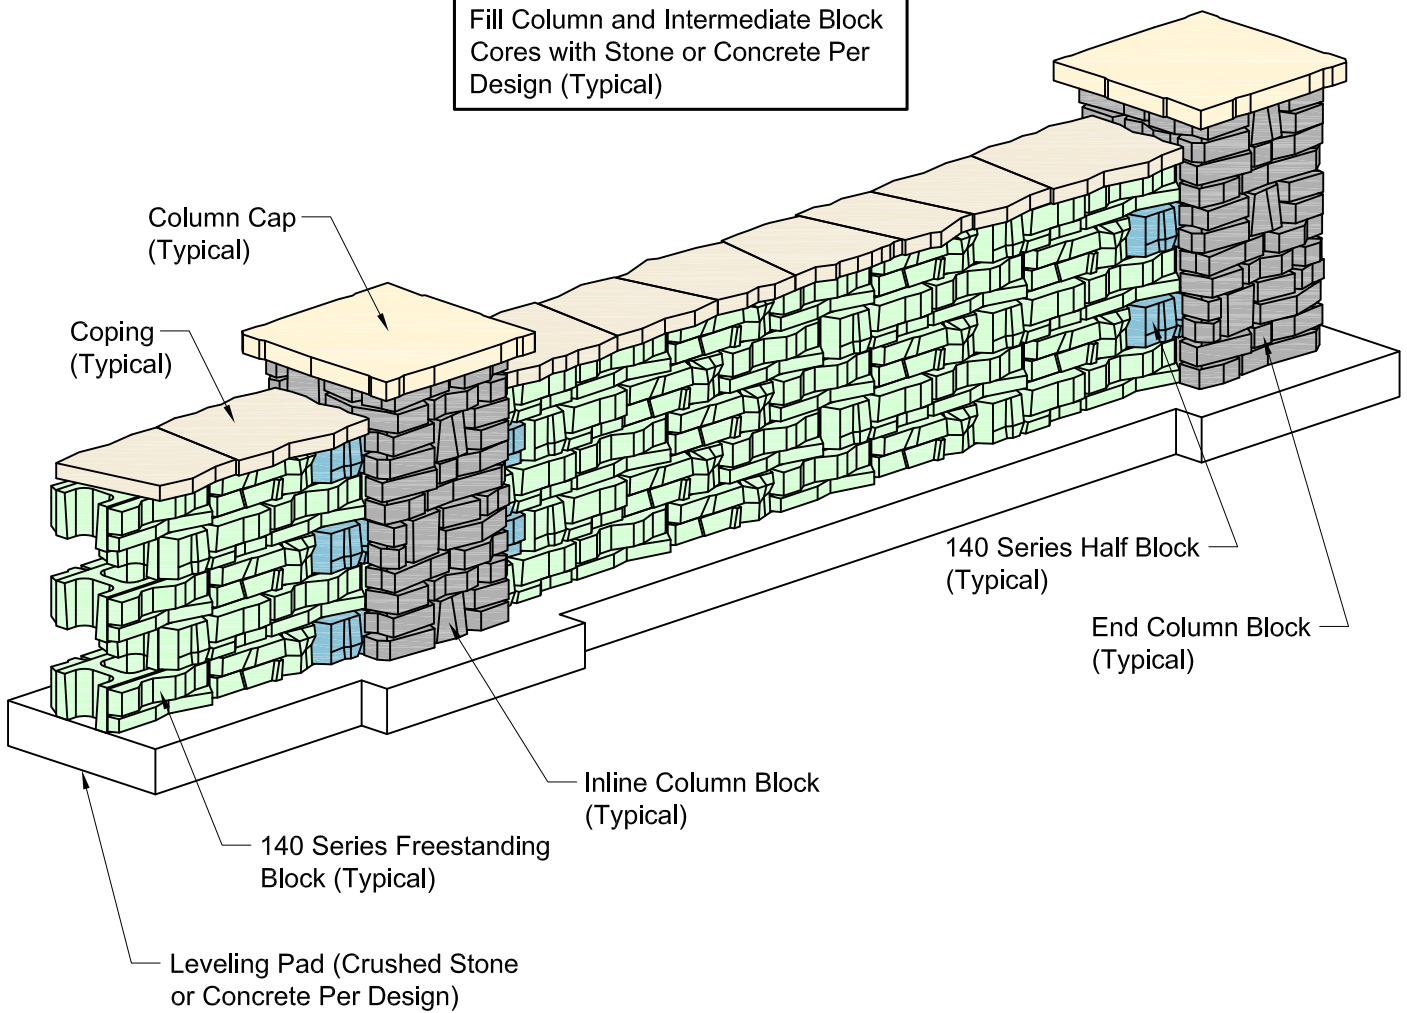 Fill Column and Intermediate Block
Cores with Stone or Concrete Per
Design (Typical)
Column Cap
(Typical)
Coping
(Typical)
140 Series Half Block
(Typical)
End Column Block
(Typical)
Inline Column Block
(Typical)
140 Series Freestanding
Block (Typical)
Leveling Pad (Crushed Stone
or Concrete Per Design)